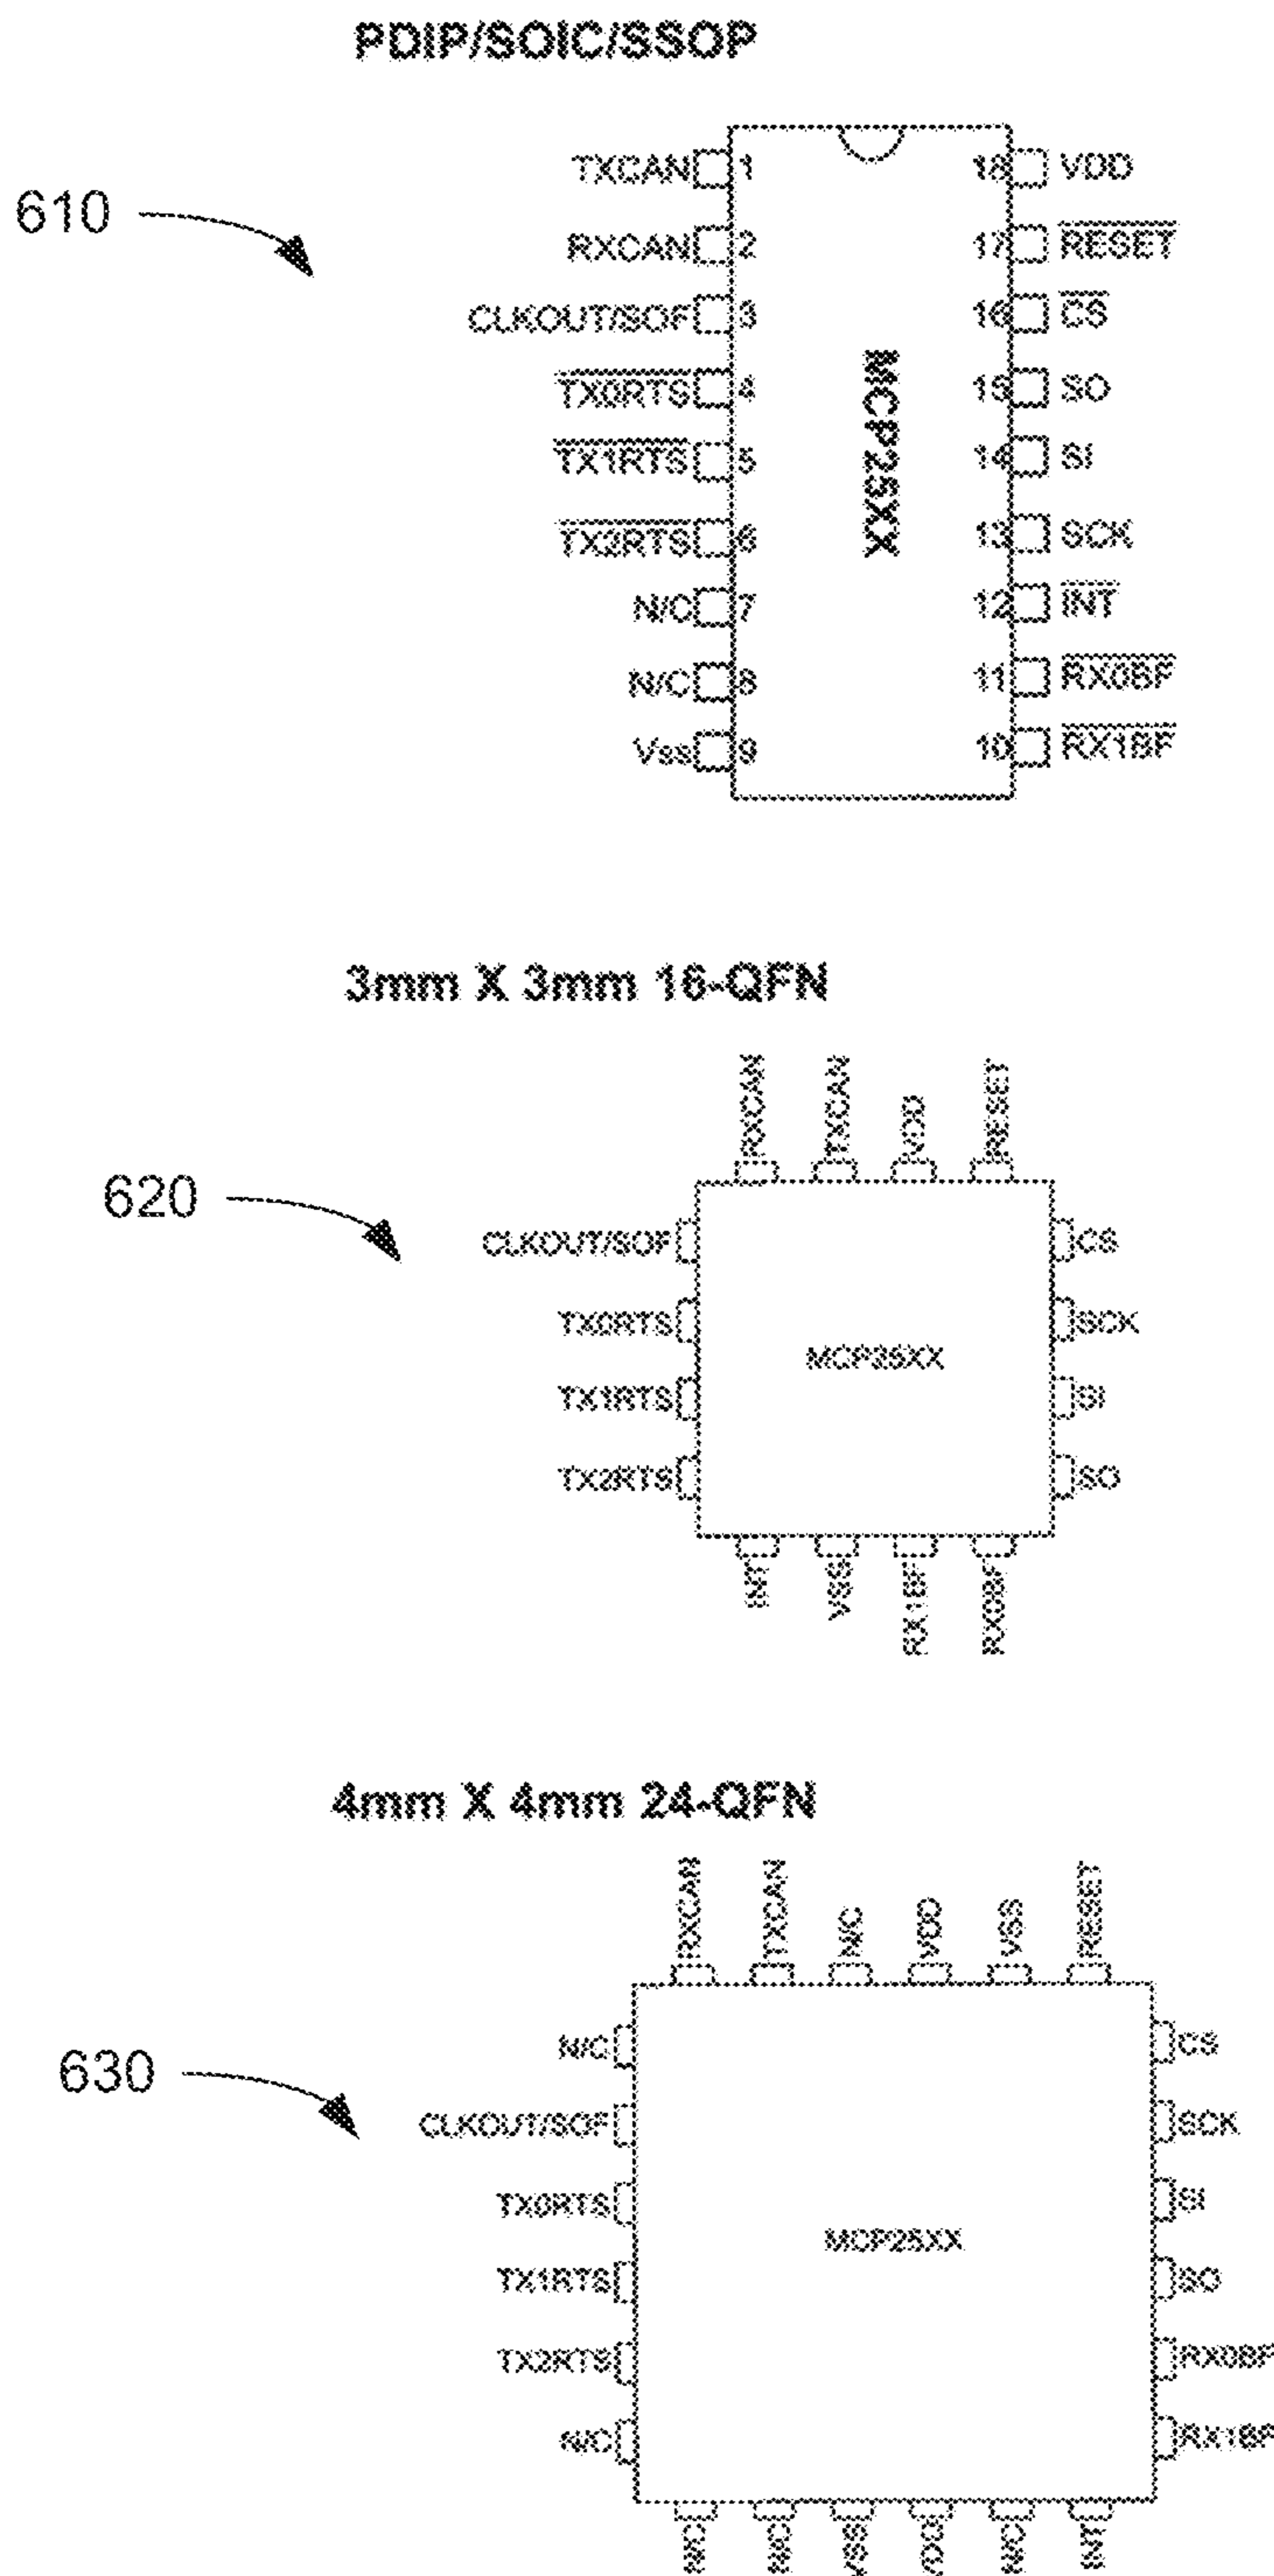 PDIP/SOIC/SSOP
610
TXCAN 1 18 VDD
RXCAN 2 17 RESET
CLKOUT/SOF 3 16 CS
TX0RTS 4 15 SO
TX1RTS 5 14 SI
TX2RTS 6 13 SCK
N/C 7 12 INT
N/C 8 11 RX0BF
Vss 9 10 RX1BF
MCP25XX
3mm X 3mm 16-QFN
620
RXCAN TXCAN VDD RESET
CLKOUT/SOF CS
TX0RTS SCK
MCP25XX
TX1RTS SI
TX2RTS SO
INT VSS RX1BF RX0BF
4mm X 4mm 24-QFN
630
RXCAN TXCAN N/C VDD VSS RESET
N/C CS
CLKOUT/SOF SCK
TX0RTS SI
MCP25XX
TX1RTS SO
TX2RTS RX0BF
N/C RX1BF
N/C N/C VSS VDD N/C INT